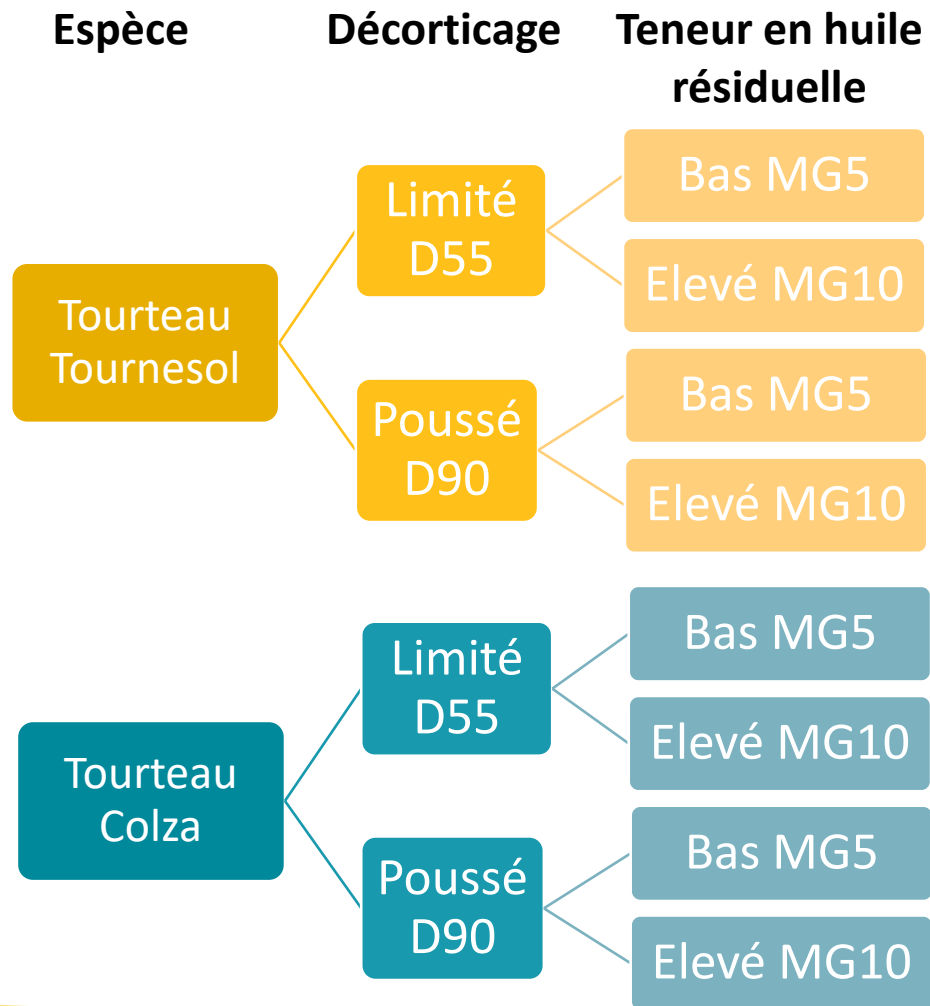 Espèce
Décorticage
Teneur en huile
résiduelle
Tourteau
Tournesol
Limité
D55
Bas MG5
Elevé MG10
Poussé
D90
Bas MG5
Elevé MG10
Tourteau
Colza
Limité
D55
Bas MG5
Elevé MG10
Poussé
D90
Bas MG5
Elevé MG10